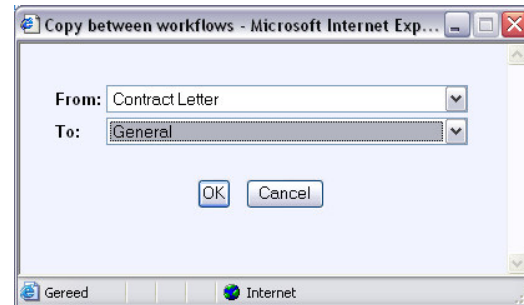 Copy between workflows - Microsoft Internet Exp...
From: Contract Letter
To: General
OK Cancel
Gereed Internet